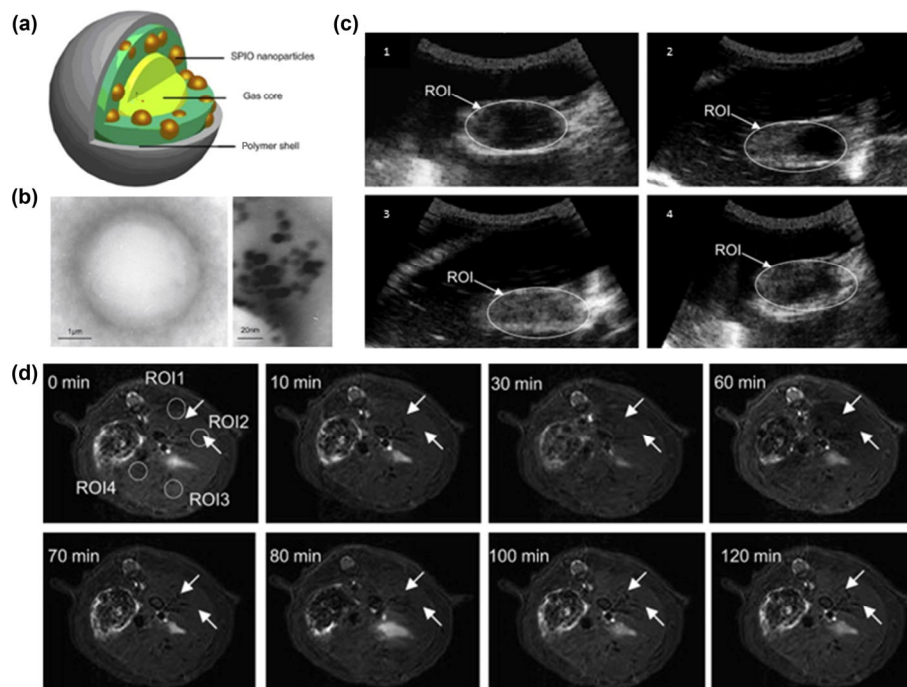 (a)
SPIO nanoparticles
Gas core
Polymer shell
(b)
1μm
20nm
(c)
1
ROI
2
ROI
3
ROI
4
ROI
(d)
0 min
ROI1
ROI2
ROI4
ROI3
10 min
30 min
60 min
70 min
80 min
100 min
120 min